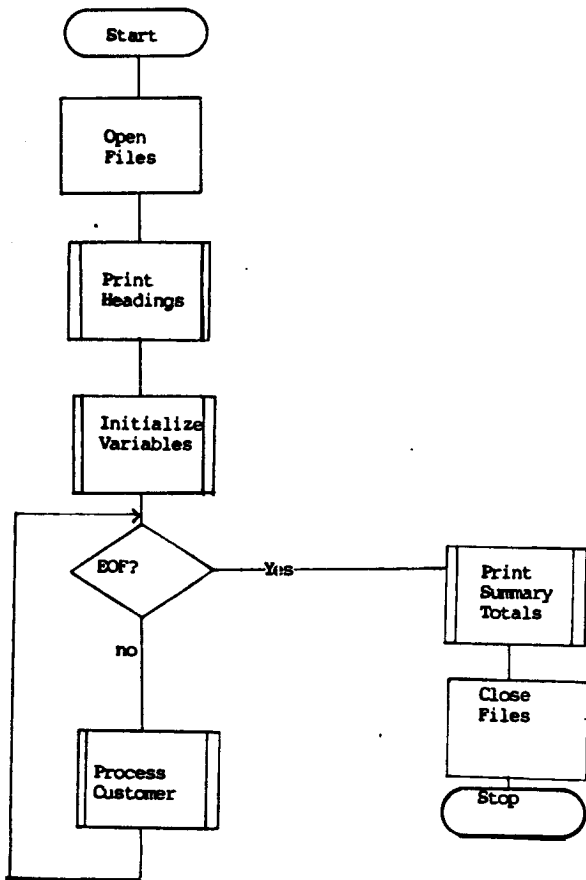 Start
Open
Files
Print
Headings
Initialize
Variables
EOF?
Yes
no
Process
Customer
Print
Summary
Totals
Close
Files
Stop